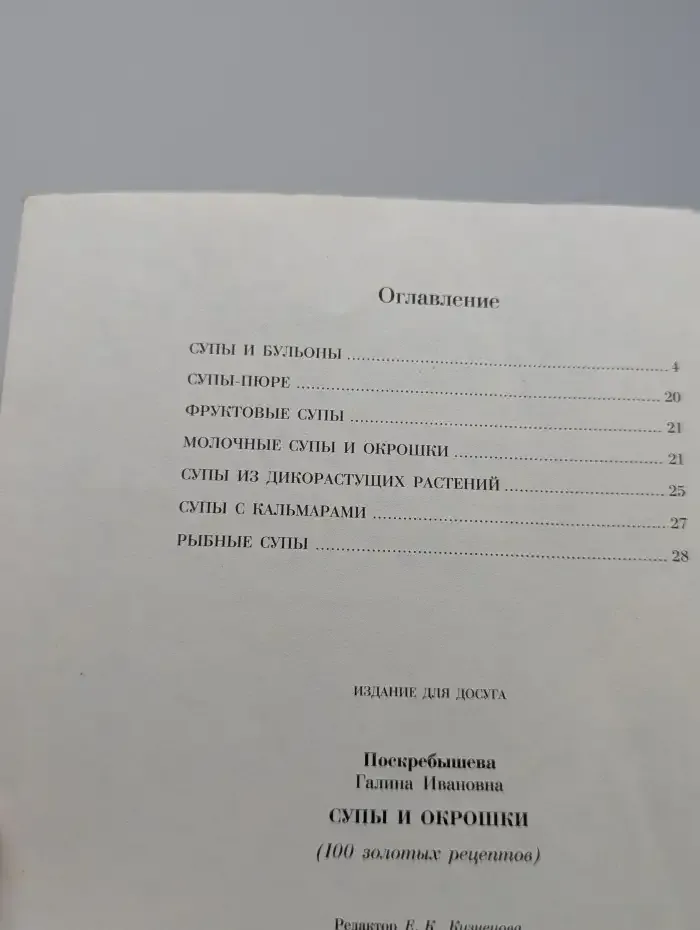 Оглавление
СУПЫ И БУЛЬОНЫ ........ 4
СУПЫ-ПЮРЕ ........ 20
ФРУКТОВЫЕ СУПЫ ........ 21
МОЛОЧНЫЕ СУПЫ И ОКРОШКИ ........ 21
СУПЫ ИЗ ДИКОРАСТУЩИХ РАСТЕНИЙ ........ 25
СУПЫ С КАЛЬМАРАМИ ........ 27
РЫБНЫЕ СУПЫ ........ 28
ИЗДАНИЕ ДЛЯ ДОСУГА
Поскребышева
Галина Ивановна
СУПЫ И ОКРОШКИ
(100 золотых рецептов)
Редактор Е. К.